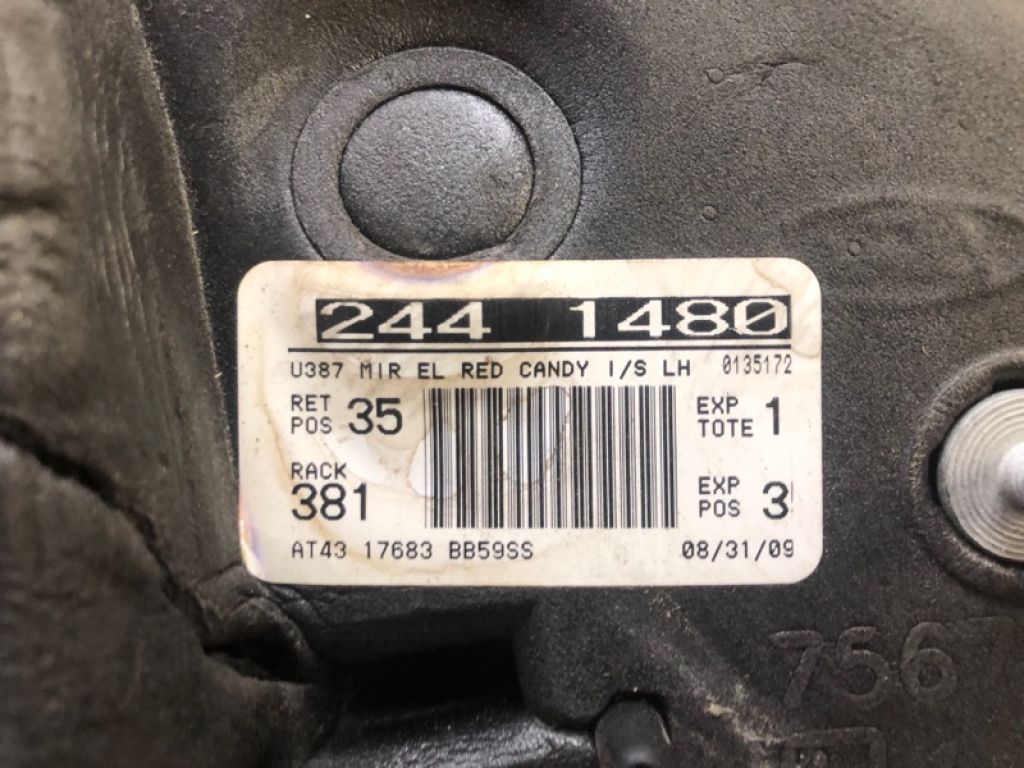 244 1480
U387 MIR EL RED CANDY I/S LH 0135172
RET POS 35
EXP TOTE 1
RACK 381
EXP POS 3
AT43 17683 BB59SS 08/31/09
7567